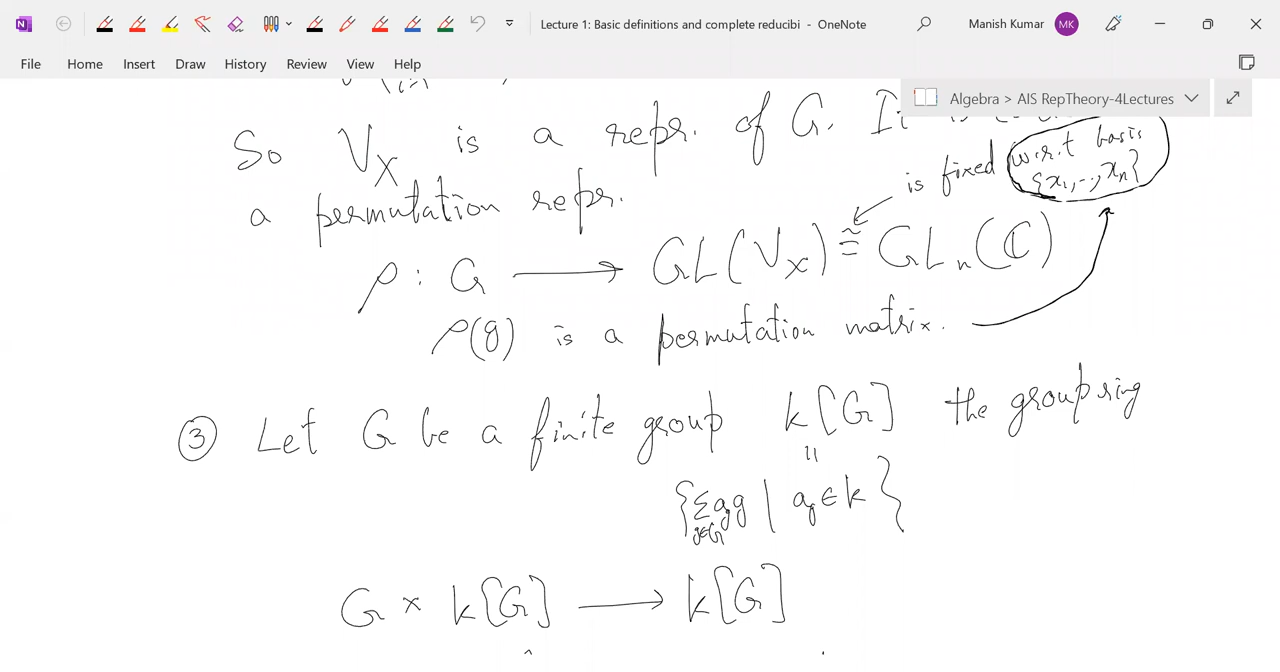 Lecture 1: Basic definitions and complete reducibi - OneNote
Manish Kumar
MK
File Home Insert Draw History Review View Help
Algebra > AIS RepTheory-4Lectures
So V_X is a repr. of G. It is
a permutation repr.
is fixed w.r.t basis
{x_1, .., x_n}
ρ : G ⟶ GL(V_X) ≅ GL_n(ℂ)
ρ(g) is a permutation matrix.
③ Let G be a finite group k[G] the group ring
=
{Σ_{g∈G} a_g g | a_g ∈ k}
G × k[G] ⟶ k[G]